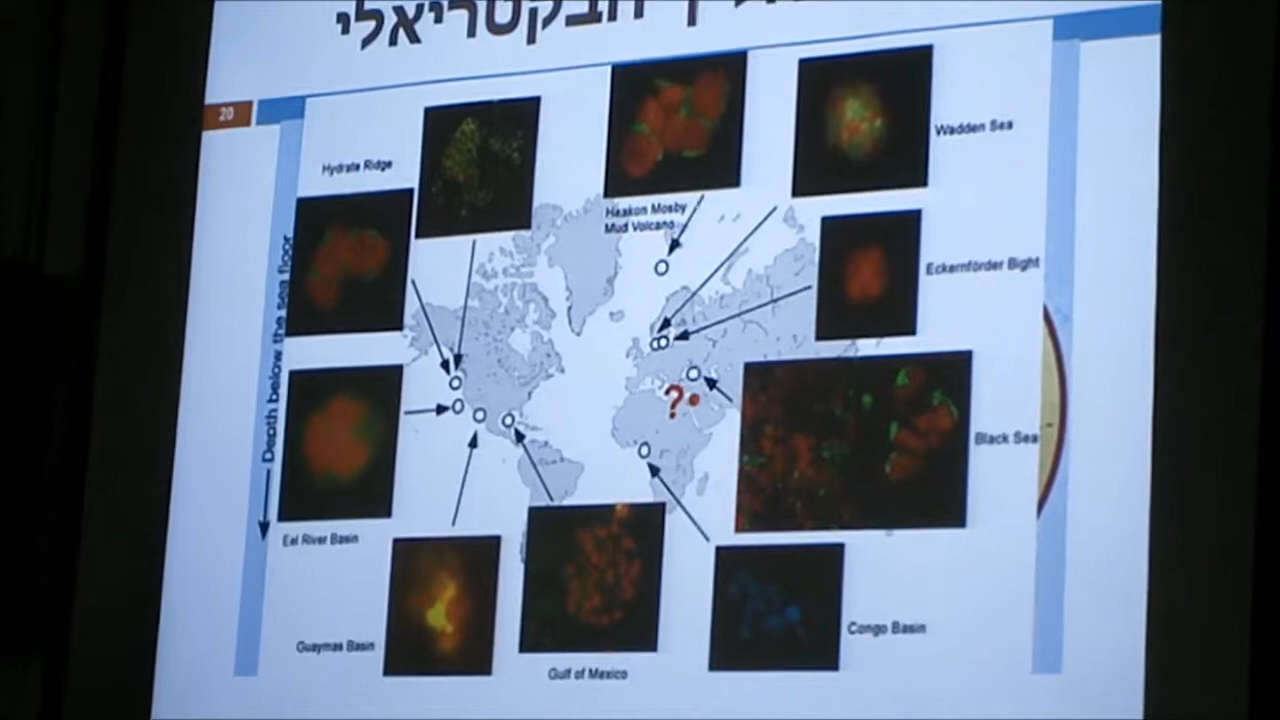 הבקטריאלי
20
Hydrate Ridge
Haakon Mosby
Mud Volcano
Wadden Sea
Eckernförder Bight
Depth below the sea floor
?
Black Sea
Eel River Basin
Guaymas Basin
Gulf of Mexico
Congo Basin